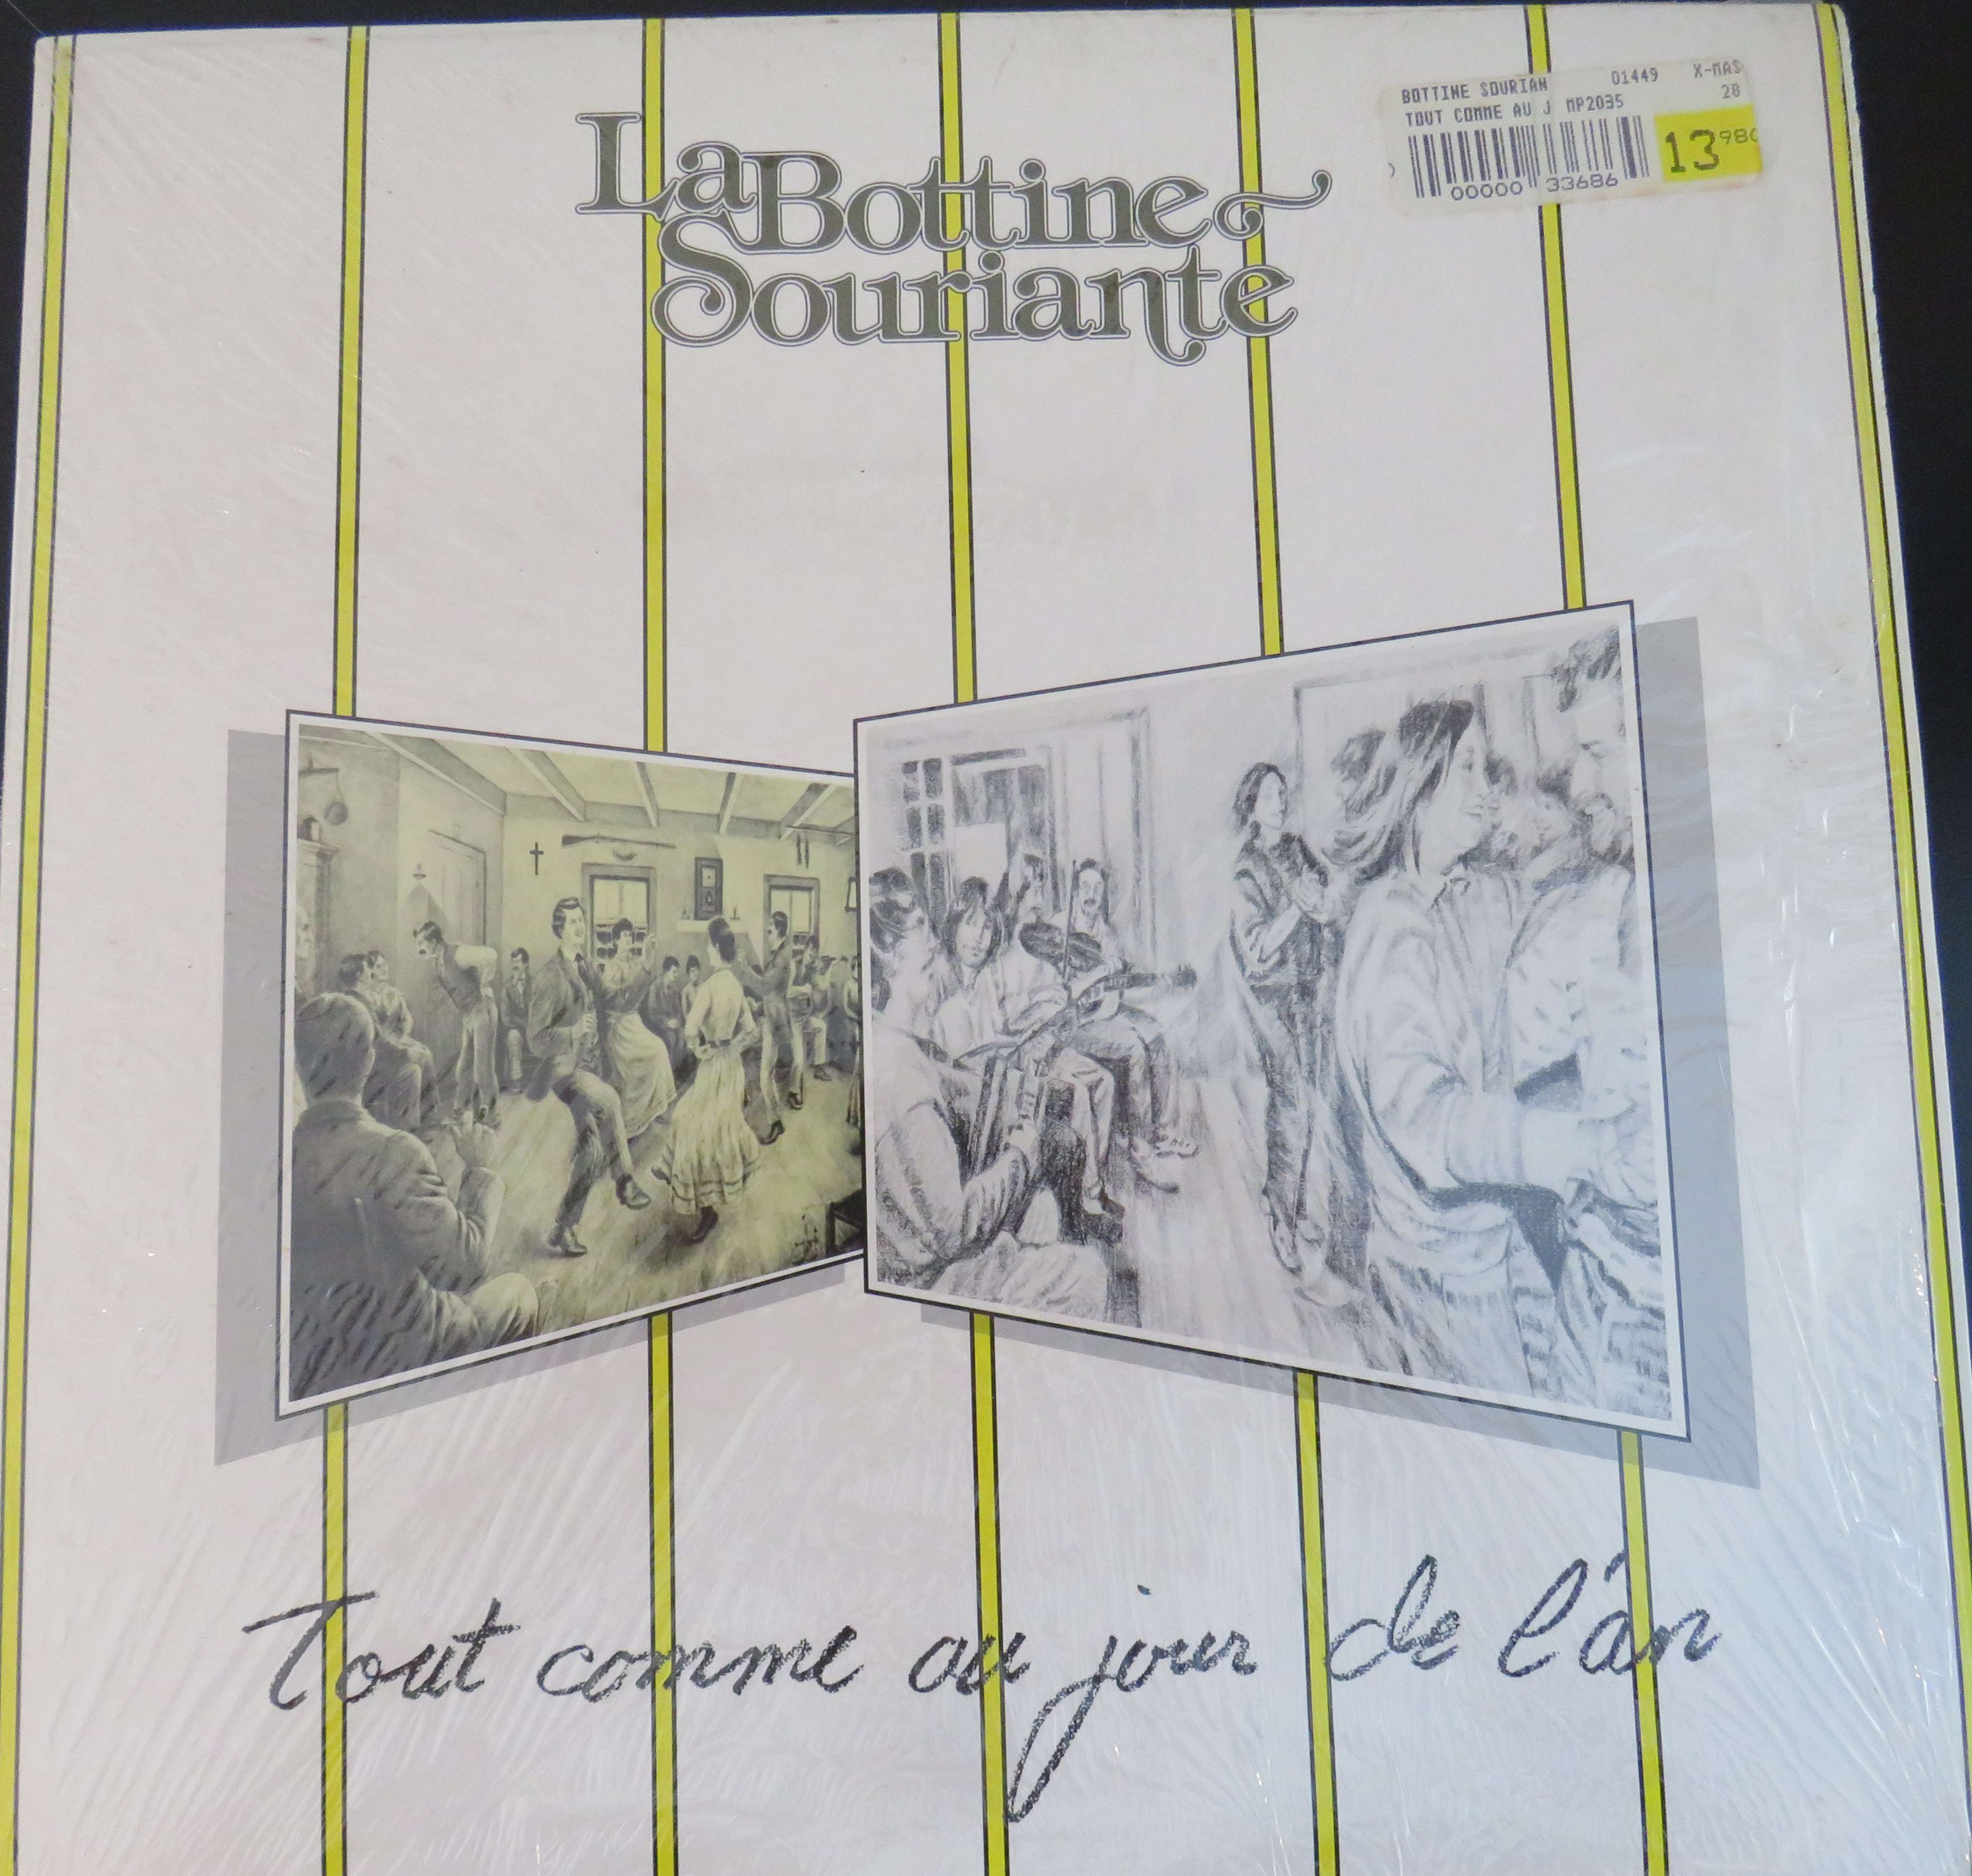 BOTTINE SOURIAN 01449 X-MAS
TOUT COMME AU J MP2035 28
13 98
00000 33686
La Bottine
Souriante
Tout comme au jour de l'an